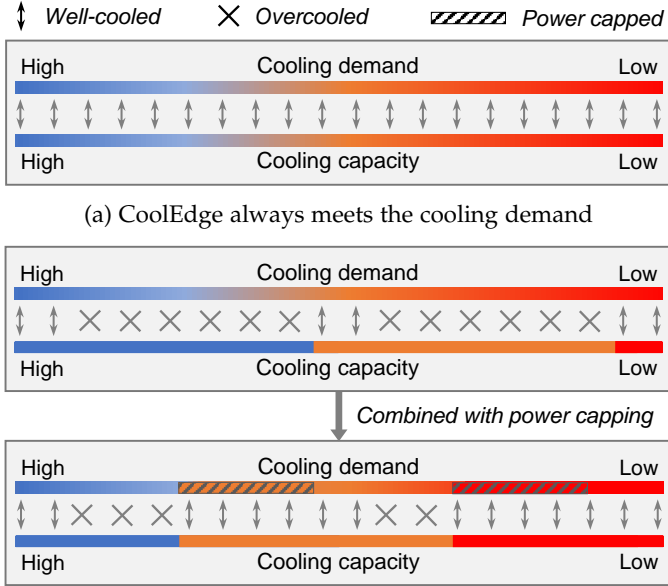 Well-cooled Overcooled Power capped
High Cooling demand Low
High Cooling capacity Low
(a) CoolEdge always meets the cooling demand
High Cooling demand Low
High Cooling capacity Low
Combined with power capping
High Cooling demand Low
High Cooling capacity Low